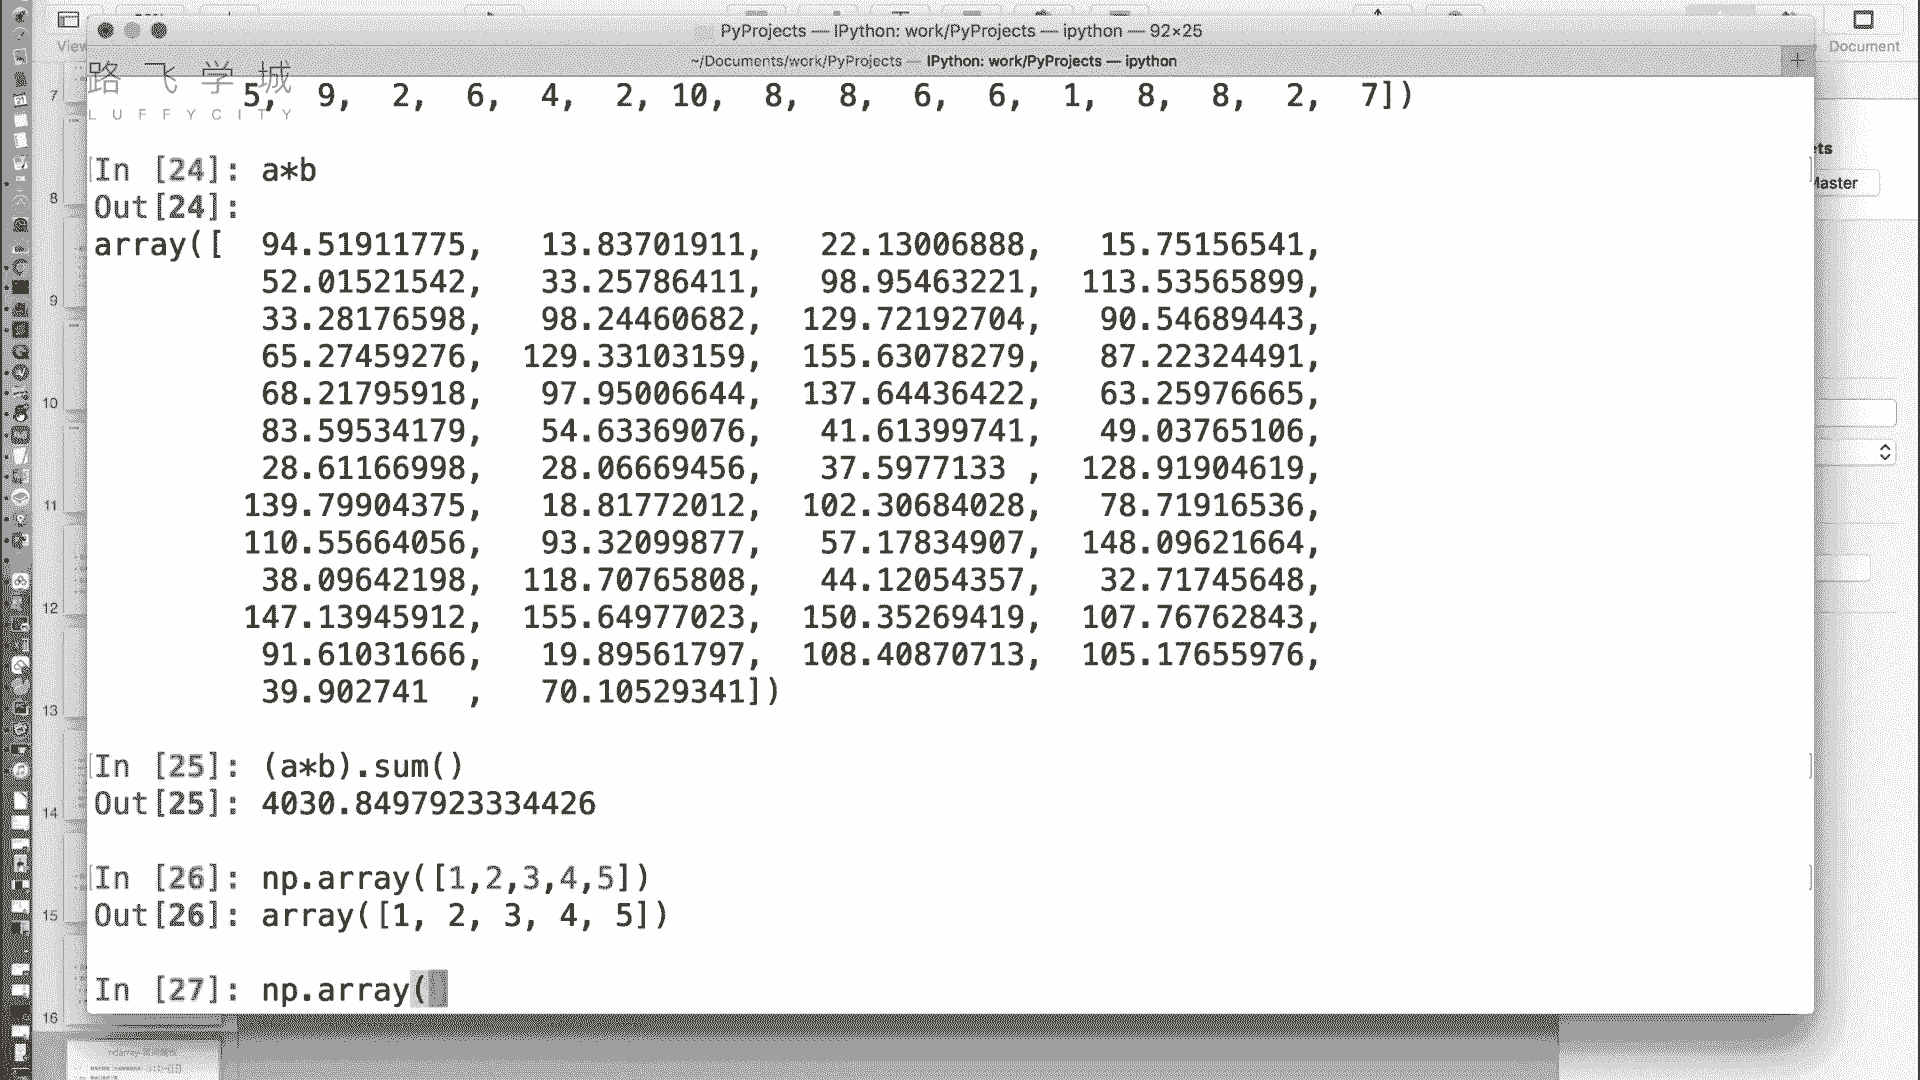 View
Document
PyProjects — IPython: work/PyProjects — ipython — 92×25
~/Documents/work/PyProjects — IPython: work/PyProjects — ipython
路飞学城
LUFFYCITY
5, 9, 2, 6, 4, 2, 10, 8, 8, 6, 6, 1, 8, 8, 2, 7])
In [24]: a*b
Out[24]:
array([ 94.51911775, 13.83701911, 22.13006888, 15.75156541,
52.01521542, 33.25786411, 98.95463221, 113.53565899,
33.28176598, 98.24460682, 129.72192704, 90.54689443,
65.27459276, 129.33103159, 155.63078279, 87.22324491,
68.21795918, 97.95006644, 137.64436422, 63.25976665,
83.59534179, 54.63369076, 41.61399741, 49.03765106,
28.61166998, 28.06669456, 37.5977133 , 128.91904619,
139.79904375, 18.81772012, 102.30684028, 78.71916536,
110.55664056, 93.32099877, 57.17834907, 148.09621664,
38.09642198, 118.70765808, 44.12054357, 32.71745648,
147.13945912, 155.64977023, 150.35269419, 107.76762843,
91.61031666, 19.89561797, 108.40870713, 105.17655976,
39.902741 , 70.10529341])
In [25]: (a*b).sum()
Out[25]: 4030.8497923334426
In [26]: np.array([1,2,3,4,5])
Out[26]: array([1, 2, 3, 4, 5])
In [27]: np.array(
7
8
9
10
11
12
13
14
15
16
ets
Master